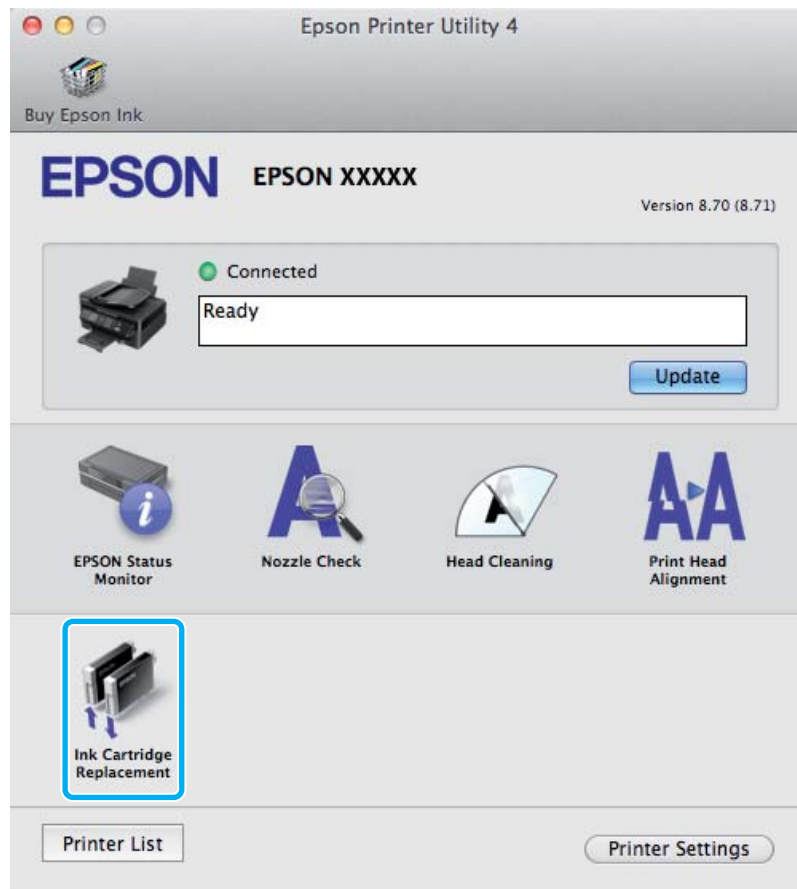 Epson Printer Utility 4
Buy Epson Ink
EPSON
EPSON XXXXX
Version 8.70 (8.71)
Connected
Ready
Update
EPSON Status
Monitor
Nozzle Check
Head Cleaning
Print Head
Alignment
Ink Cartridge
Replacement
Printer List
Printer Settings